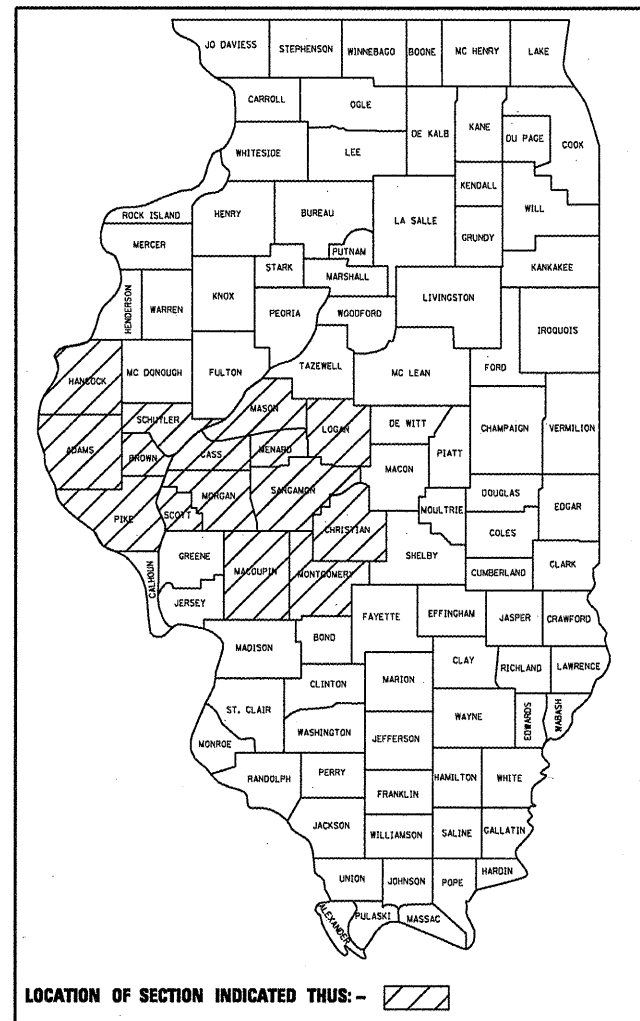 JO DAVIESS STEPHENSON WINNEBAGO BOONE MC HENRY LAKE
CARROLL OGLE
DE KALB KANE DU PAGE COOK
WHITESIDE LEE
KENDALL
ROCK ISLAND HENRY BUREAU LA SALLE GRUNDY WILL
MERCER PUTNAM
STARK MARSHALL KANKAKEE
HENDERSON WARREN KNOX PEORIA WOODFORD LIVINGSTON
IROQUOIS
HANCOCK MC DONOUGH FULTON TAZEWELL MC LEAN FORD
SCHUYLER MASON LOGAN DE WITT CHAMPAIGN VERMILION
ADAMS BROWN CASS MENARD MACON PIATT
PIKE SCOTT MORGAN SANGAMON MOULTRIE DOUGLAS EDGAR
CHRISTIAN COLES
GREENE SHELBY
CALHOUN MACOUPIN MONTGOMERY CUMBERLAND CLARK
JERSEY
FAYETTE EFFINGHAM JASPER CRAWFORD
MADISON BOND
CLAY RICHLAND LAWRENCE
CLINTON MARION
ST. CLAIR WAYNE EDWARDS WABASH
WASHINGTON JEFFERSON
MONROE
RANDOLPH PERRY HAMILTON WHITE
FRANKLIN
JACKSON WILLIAMSON SALINE GALLATIN
UNION JOHNSON POPE HARDIN
ALEXANDER PULASKI MASSAC
LOCATION OF SECTION INDICATED THUS: -